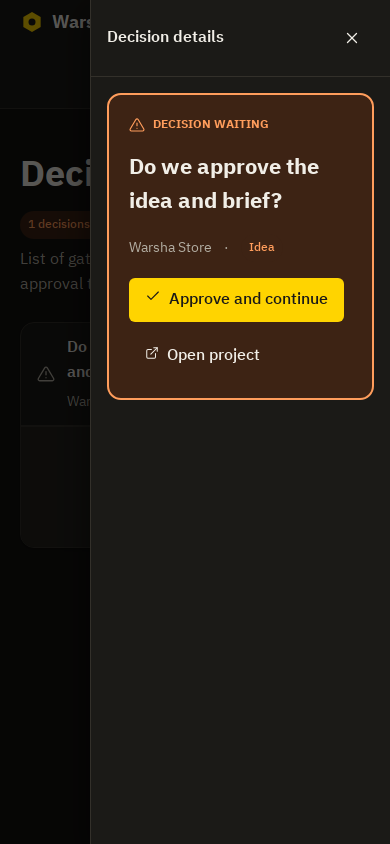 Wars
Decision details
DECISION WAITING
Do we approve the
idea and brief?
Warsha Store · Idea
Approve and continue
Open project
Deci
1 decisions
List of gat
approval t
Do
and
War